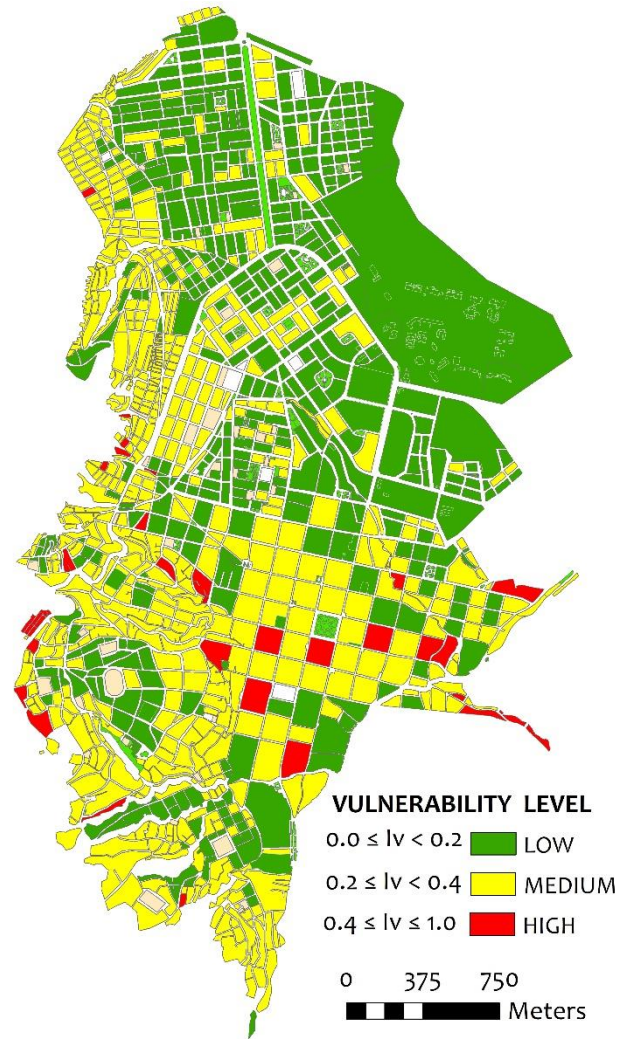 VULNERABILITY LEVEL
0.0 ≤ Iv < 0.2 LOW
0.2 ≤ Iv < 0.4 MEDIUM
0.4 ≤ Iv ≤ 1.0 HIGH
0 375 750
Meters